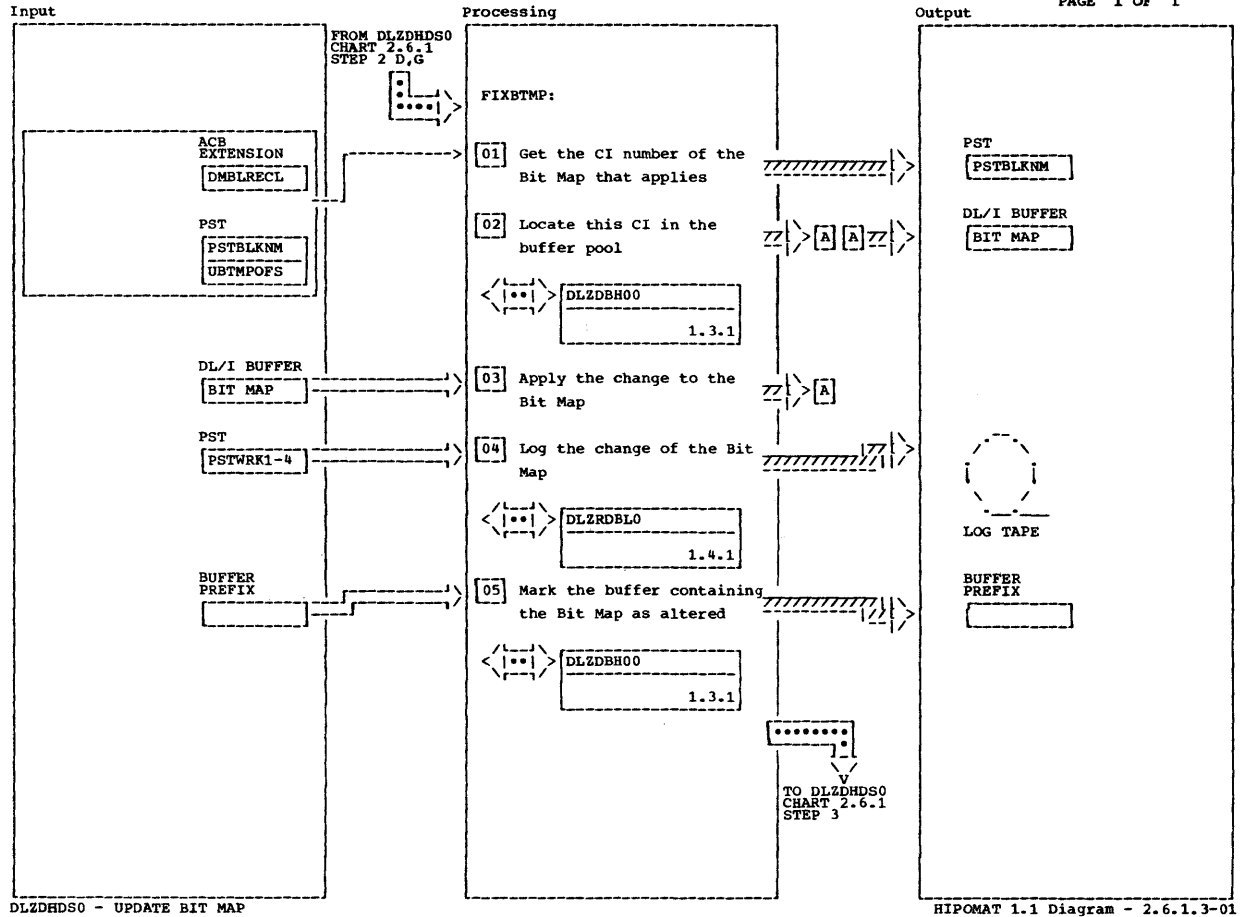 PAGE 1 OF 1
Input
Processing
Output
FROM DLZDHDS0
CHART 2.6.1
STEP 2 D,G
FIXBTMP:
ACB
EXTENSION
DMBLRECL
PST
PSTBLKNM
UBTMPOFS
01 Get the CI number of the
Bit Map that applies
PST
PSTBLKNM
02 Locate this CI in the
buffer pool
A A
DL/I BUFFER
BIT MAP
DLZDBH00
1.3.1
DL/I BUFFER
BIT MAP
03 Apply the change to the
Bit Map
A
PST
PSTWRK1-4
04 Log the change of the Bit
Map
LOG TAPE
DLZRDBL0
1.4.1
BUFFER
PREFIX
05 Mark the buffer containing
the Bit Map as altered
BUFFER
PREFIX
DLZDBH00
1.3.1
TO DLZDHDS0
CHART 2.6.1
STEP 3
DLZDHDS0 - UPDATE BIT MAP
HIPOMAT 1.1 Diagram - 2.6.1.3-01